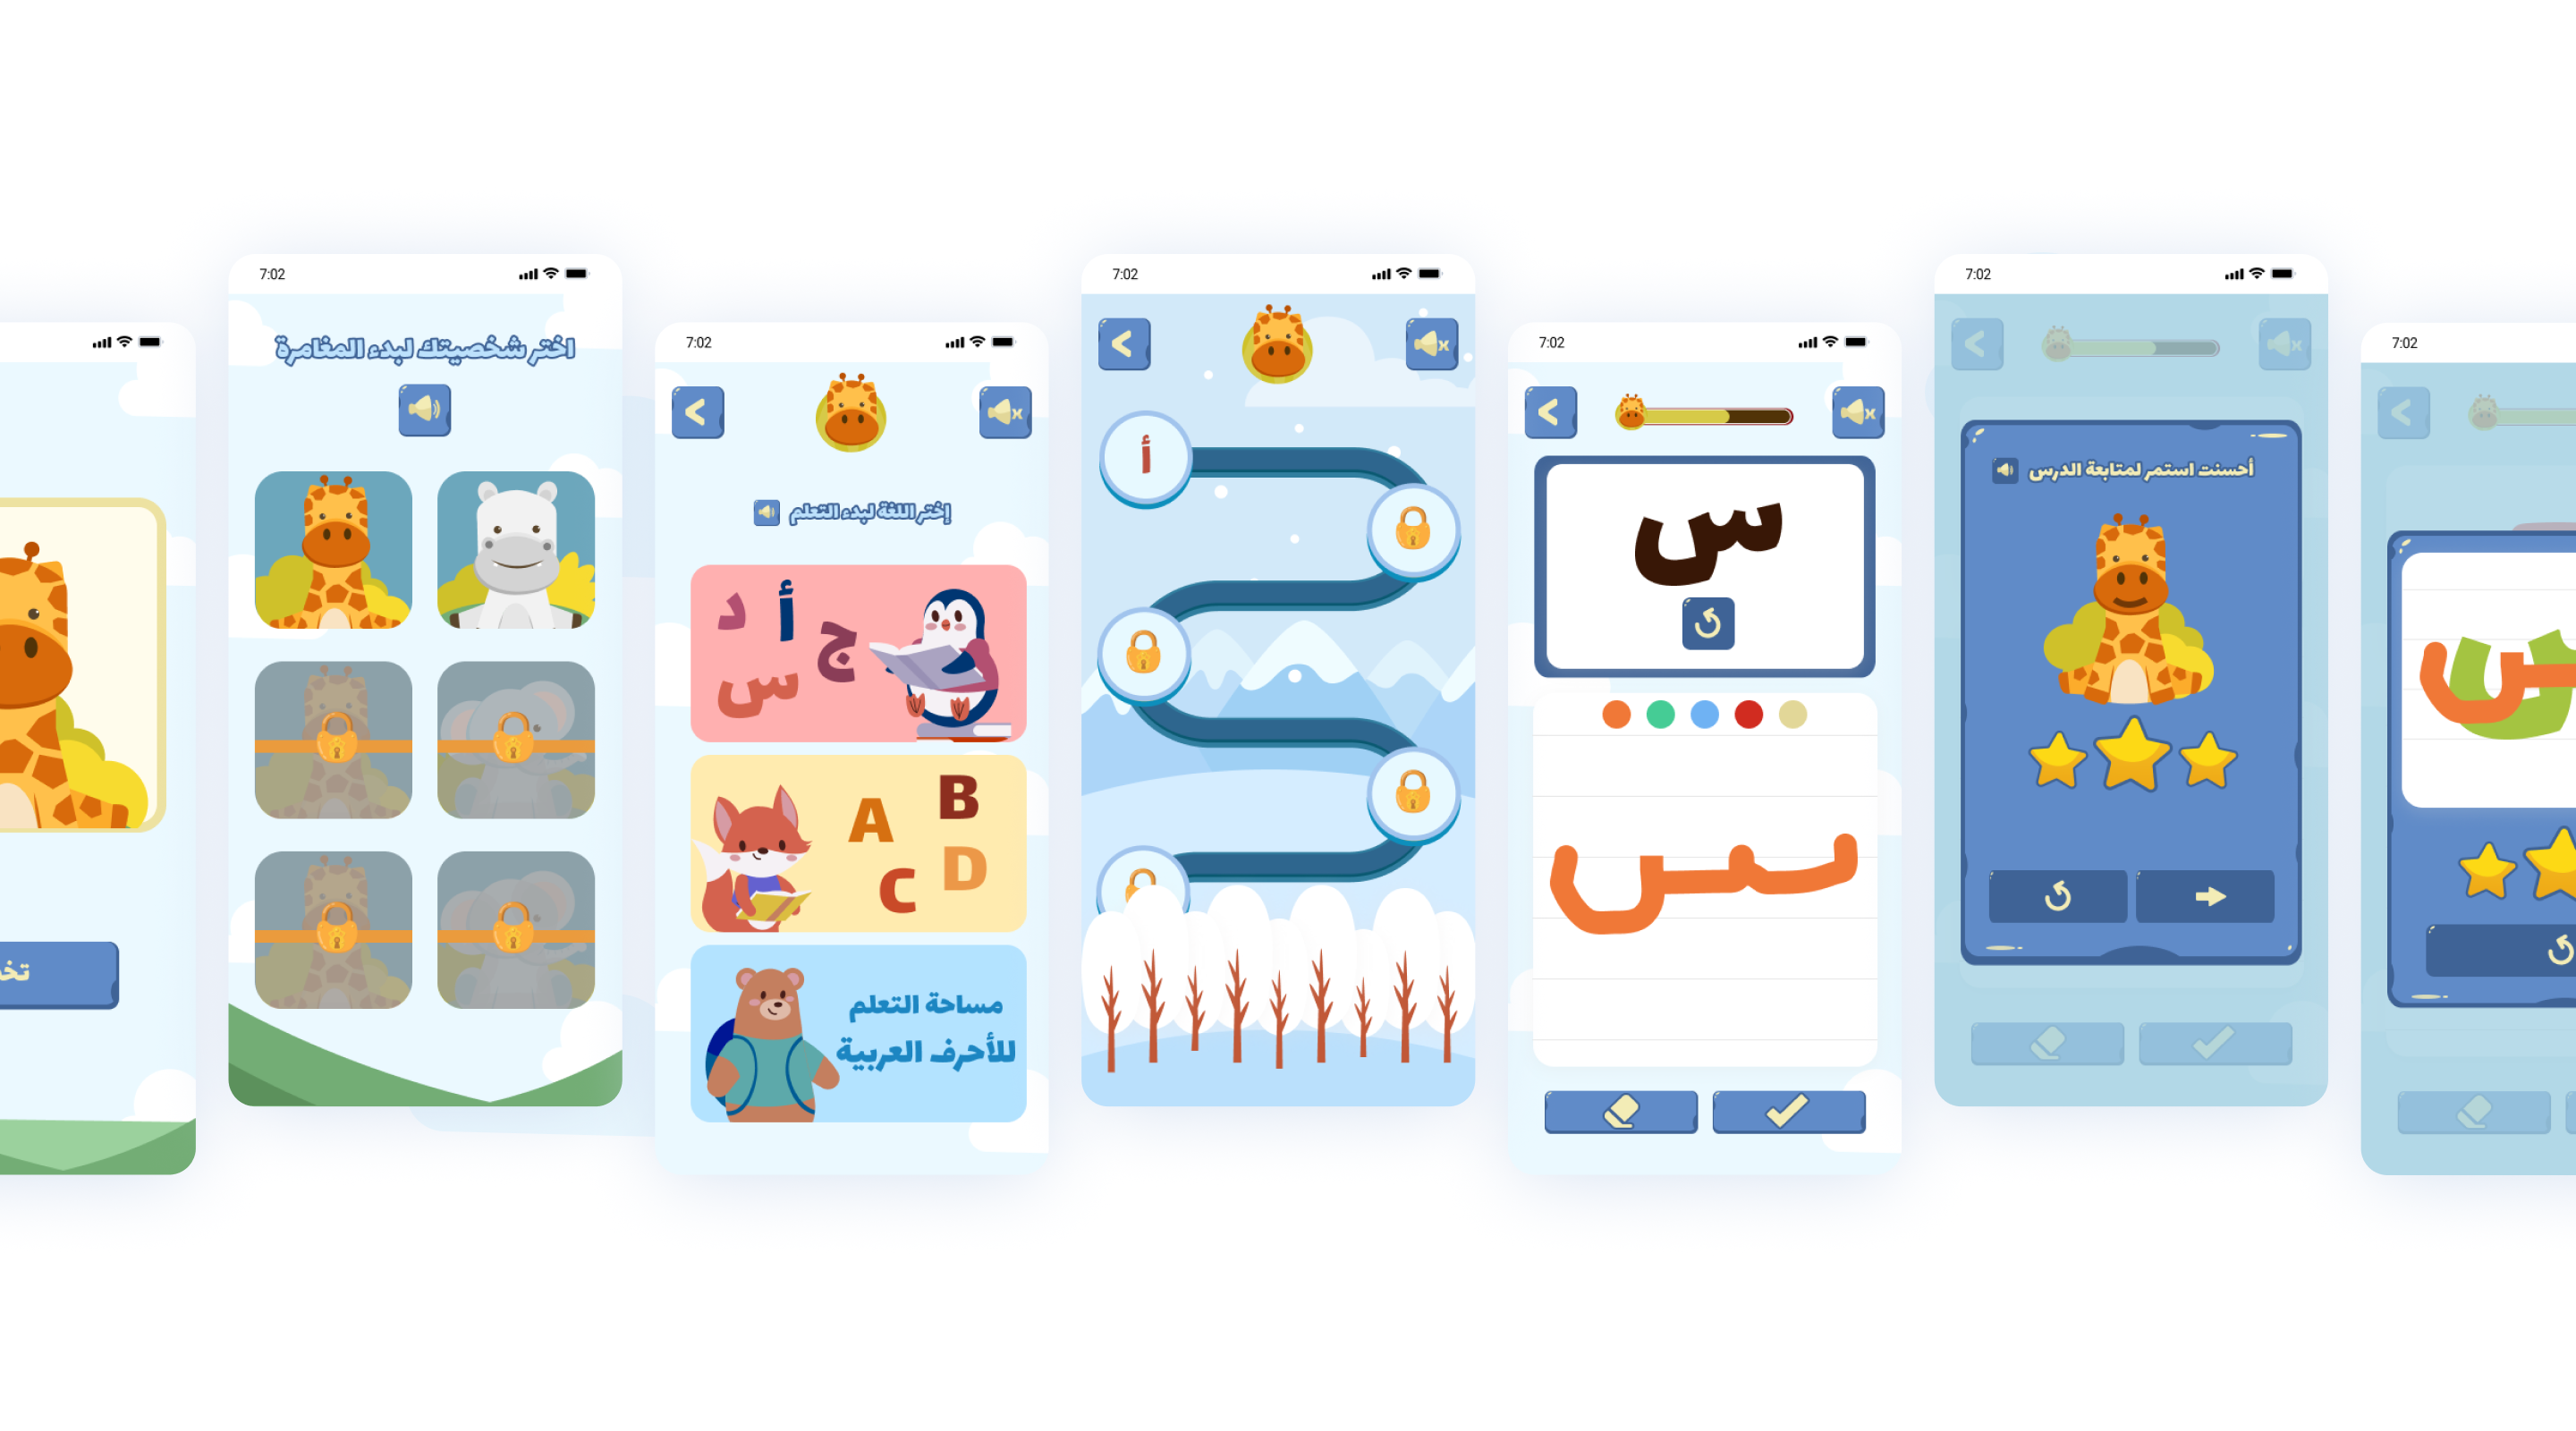 7:02
اختر شخصيتك لبدء المغامرة
7:02
إختر اللغة لبدء التعلم
أ
د
ج
س
A
B
C
D
مساحة التعلم
للأحرف العربية
7:02
أ
7:02
س
س
7:02
أحسنت استمر لمتابعة الدرس
7:02
س